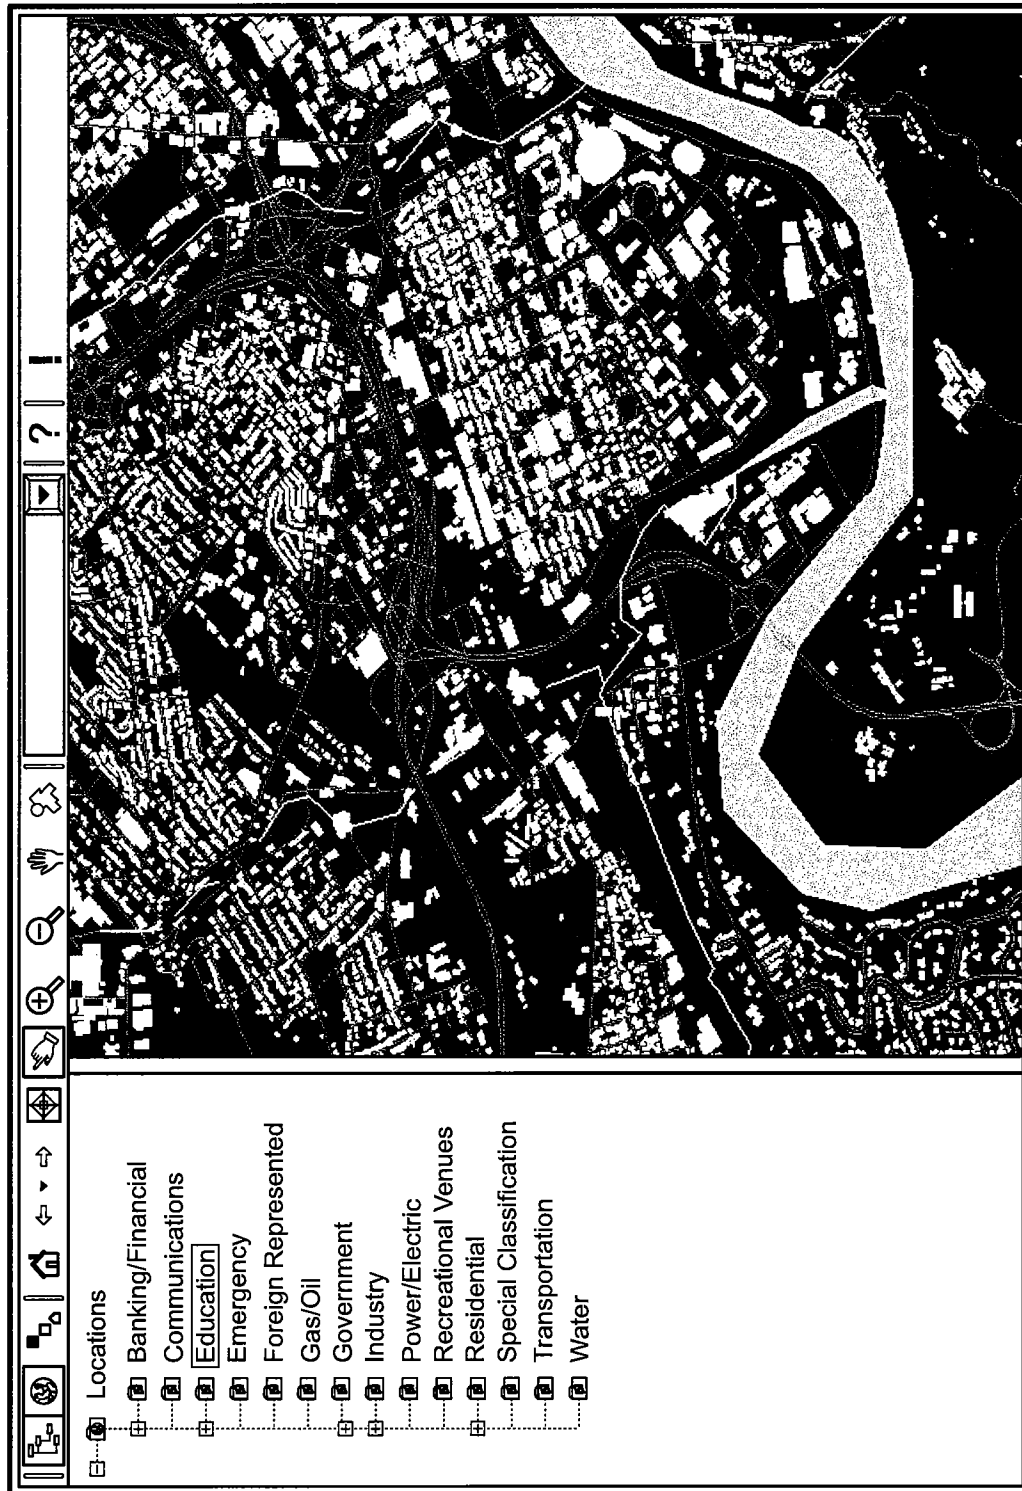 ? !
Locations
Banking/Financial
Communications
Education
Emergency
Foreign Represented
Gas/Oil
Government
Industry
Power/Electric
Recreational Venues
Residential
Special Classification
Transportation
Water